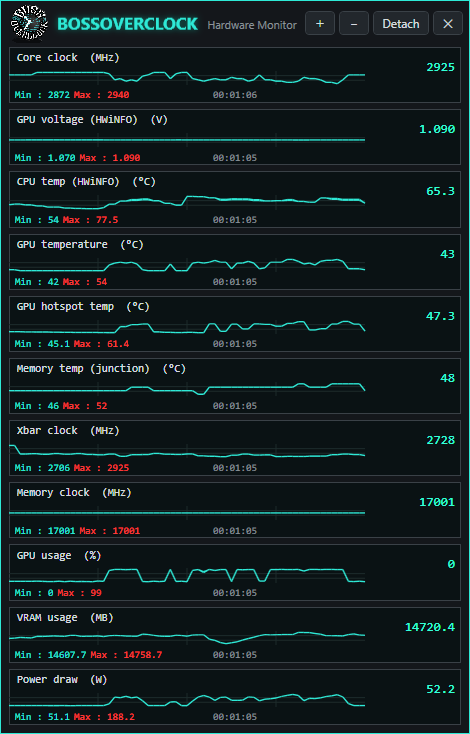 BOSSOVERCLOCK Hardware Monitor + – Detach ×
Core clock (MHz)
2925
Min : 2872 Max : 2940 00:01:06
GPU voltage (HWiNFO) (V)
1.090
Min : 1.070 Max : 1.090 00:01:05
CPU temp (HWiNFO) (°C)
65.3
Min : 54 Max : 77.5 00:01:05
GPU temperature (°C)
43
Min : 42 Max : 54 00:01:05
GPU hotspot temp (°C)
47.3
Min : 45.1 Max : 61.4 00:01:05
Memory temp (junction) (°C)
48
Min : 46 Max : 52 00:01:05
Xbar clock (MHz)
2728
Min : 2706 Max : 2925 00:01:05
Memory clock (MHz)
17001
Min : 17001 Max : 17001 00:01:05
GPU usage (%)
0
Min : 0 Max : 99 00:01:05
VRAM usage (MB)
14720.4
Min : 14607.7 Max : 14758.7 00:01:05
Power draw (W)
52.2
Min : 51.1 Max : 188.2 00:01:05